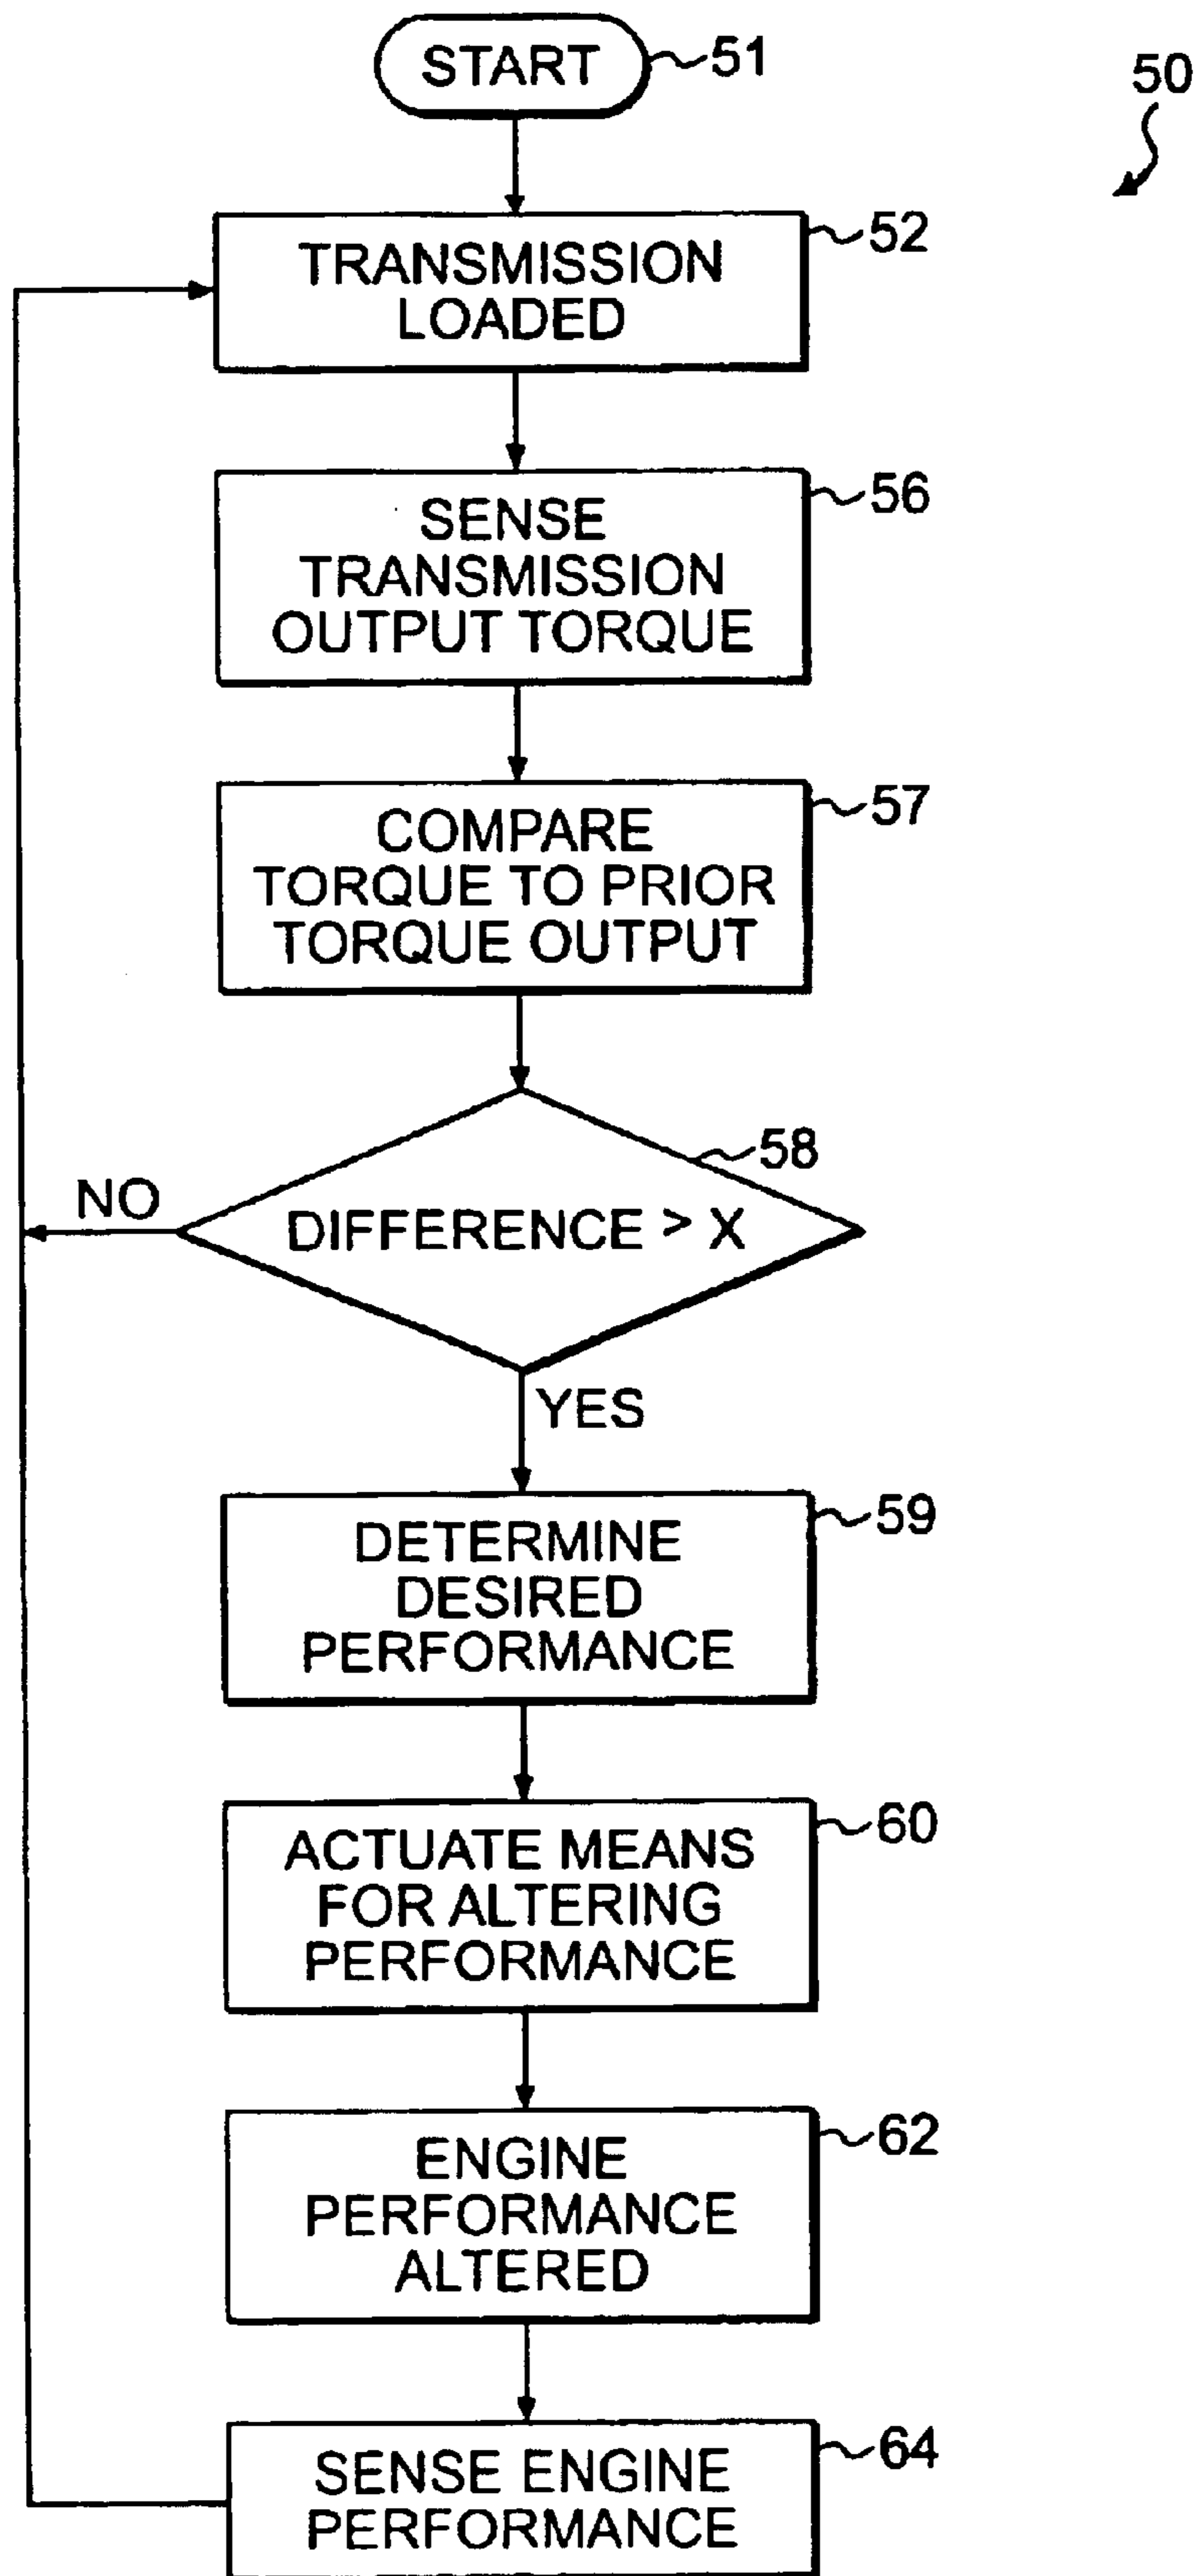 START
51
50
TRANSMISSION
LOADED
52
SENSE
TRANSMISSION
OUTPUT TORQUE
56
COMPARE
TORQUE TO PRIOR
TORQUE OUTPUT
57
DIFFERENCE > X
58
NO
YES
DETERMINE
DESIRED
PERFORMANCE
59
ACTUATE MEANS
FOR ALTERING
PERFORMANCE
60
ENGINE
PERFORMANCE
ALTERED
62
SENSE ENGINE
PERFORMANCE
64